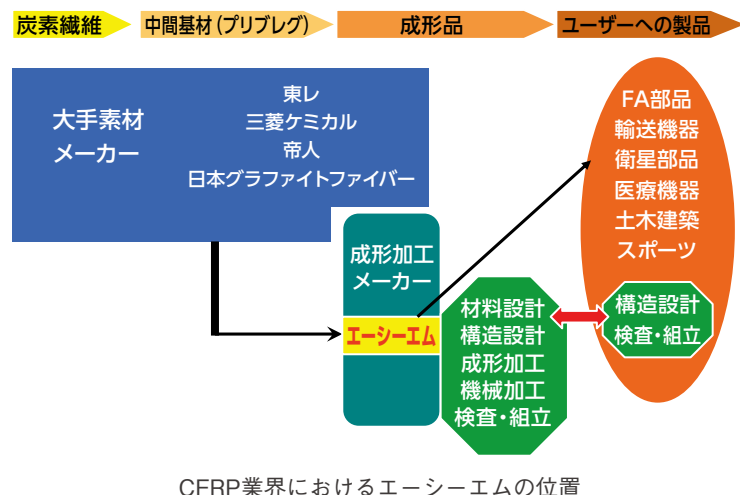 炭素繊維
中間基材(プリプレグ)
成形品
ユーザーへの製品
大手素材
メーカー
東レ
三菱ケミカル
帝人
日本グラファイトファイバー
成形加工
メーカー
エーシーエム
材料設計
構造設計
成形加工
機械加工
検査・組立
FA部品
輸送機器
衛星部品
医療機器
土木建築
スポーツ
構造設計
検査・組立
CFRP業界におけるエーシーエムの位置